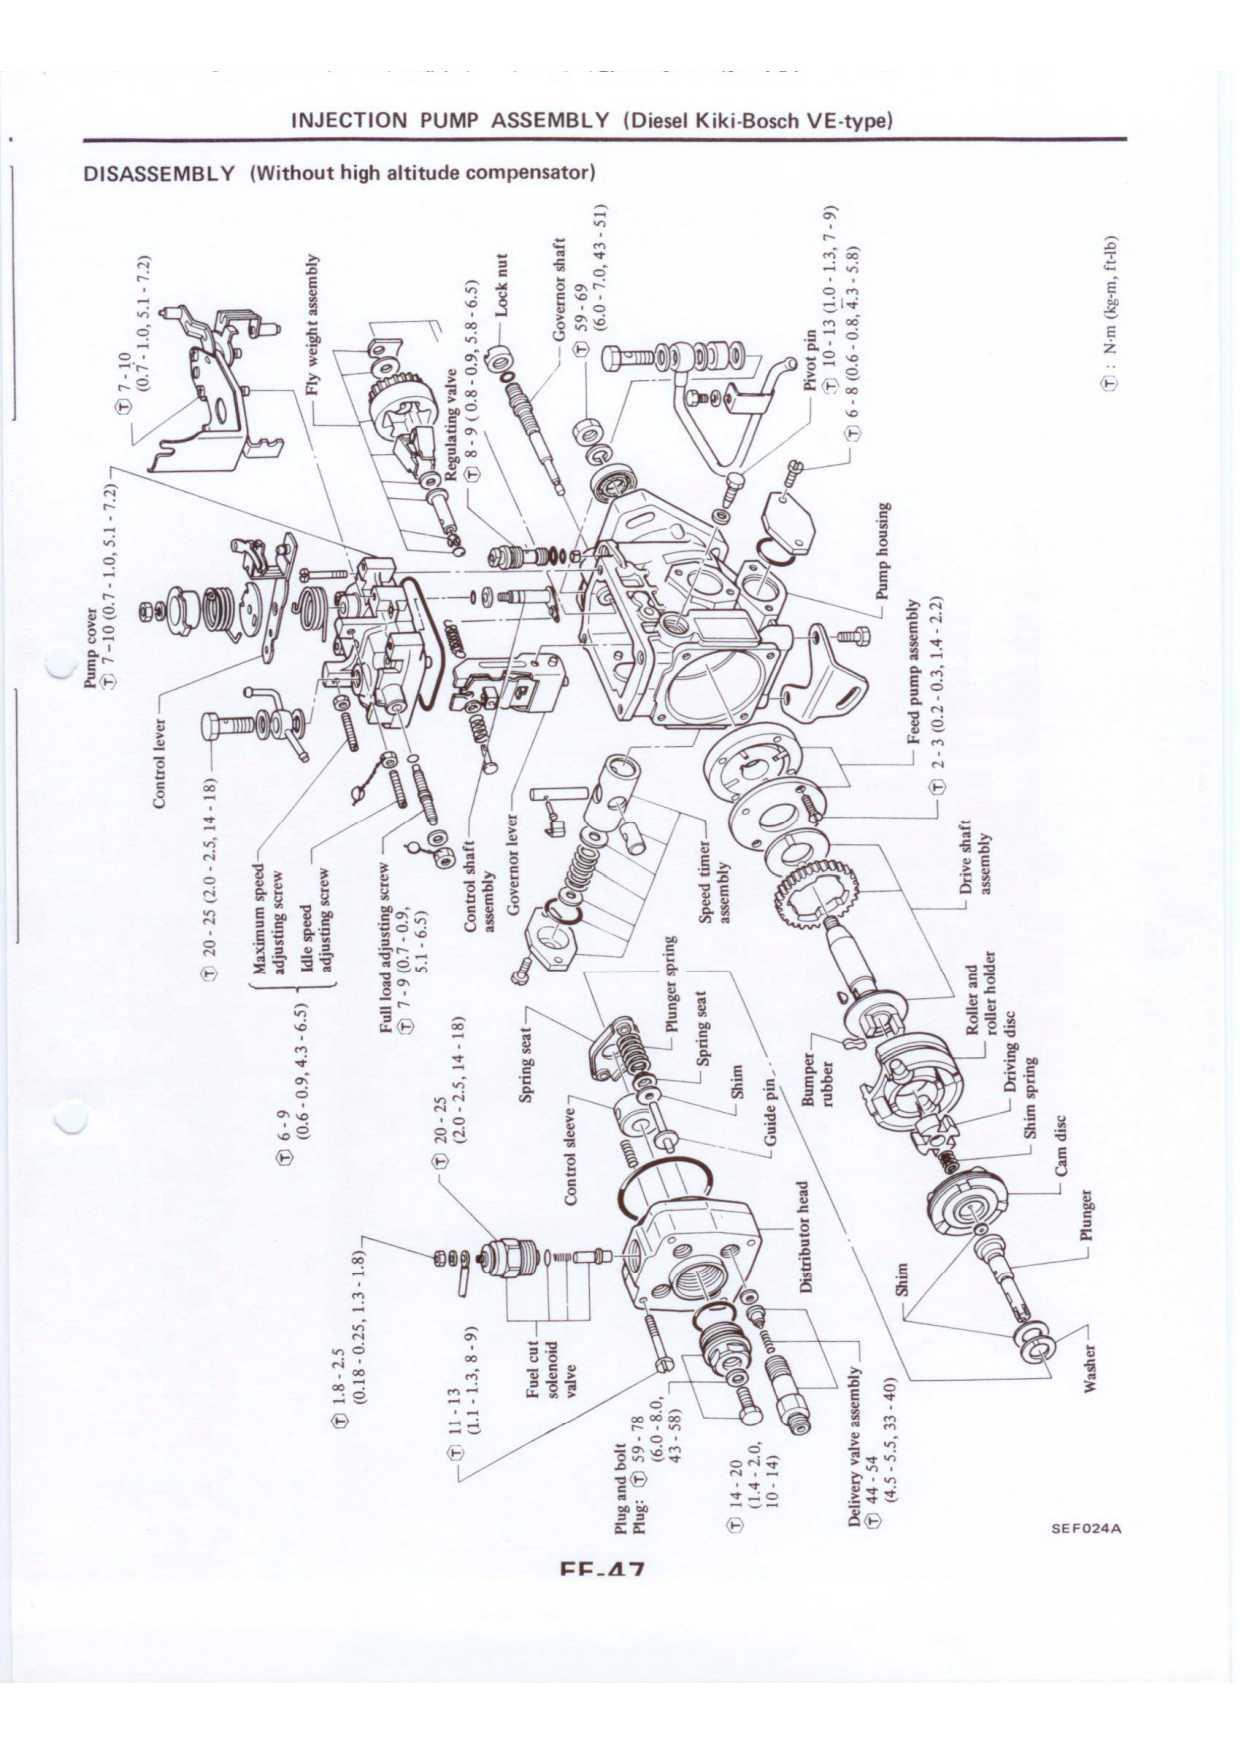 INJECTION PUMP ASSEMBLY (Diesel Kiki-Bosch VE-type)
DISASSEMBLY (Without high altitude compensator)
Pump cover
Ⓣ 7-10 (0.7 - 1.0, 5.1 - 7.2)
Ⓣ 7 - 10
(0.7 - 1.0, 5.1 - 7.2)
Control lever
Ⓣ 20 - 25 (2.0 - 2.5, 14 - 18)
Maximum speed
adjusting screw
Idle speed
adjusting screw
Ⓣ 6 - 9
(0.6 - 0.9, 4.3 - 6.5)
Full load adjusting screw
Ⓣ 7 - 9 (0.7 - 0.9,
5.1 - 6.5)
Fly weight assembly
Regulating valve
Ⓣ 8 - 9 (0.8 - 0.9, 5.8 - 6.5)
Lock nut
Governor shaft
Ⓣ 59 - 69
(6.0 - 7.0, 43 - 51)
Pivot pin
Ⓣ 10 - 13 (1.0 - 1.3, 7 - 9)
Ⓣ 6 - 8 (0.6 - 0.8, 4.3 - 5.8)
Ⓣ : N·m (kg-m, ft-lb)
Control shaft
assembly
Governor lever
Pump housing
Feed pump assembly
Ⓣ 2 - 3 (0.2 - 0.3, 1.4 - 2.2)
Speed timer
assembly
Drive shaft
assembly
Roller and
roller holder
Driving disc
Shim spring
Cam disc
Plunger
Bumper
rubber
Spring seat
Plunger spring
Spring seat
Shim
Guide pin
Control sleeve
Ⓣ 20 - 25
(2.0 - 2.5, 14 - 18)
Ⓣ 1.8 - 2.5
(0.18 - 0.25, 1.3 - 1.8)
Ⓣ 11 - 13
(1.1 - 1.3, 8 - 9)
Fuel cut
solenoid
valve
Distributor head
Shim
Washer
Plug and bolt
Plug: Ⓣ 59 - 78
(6.0 - 8.0,
43 - 58)
Ⓣ 14 - 20
(1.4 - 2.0,
10 - 14)
Delivery valve assembly
Ⓣ 44 - 54
(4.5 - 5.5, 33 - 40)
SEF024A
EF-47